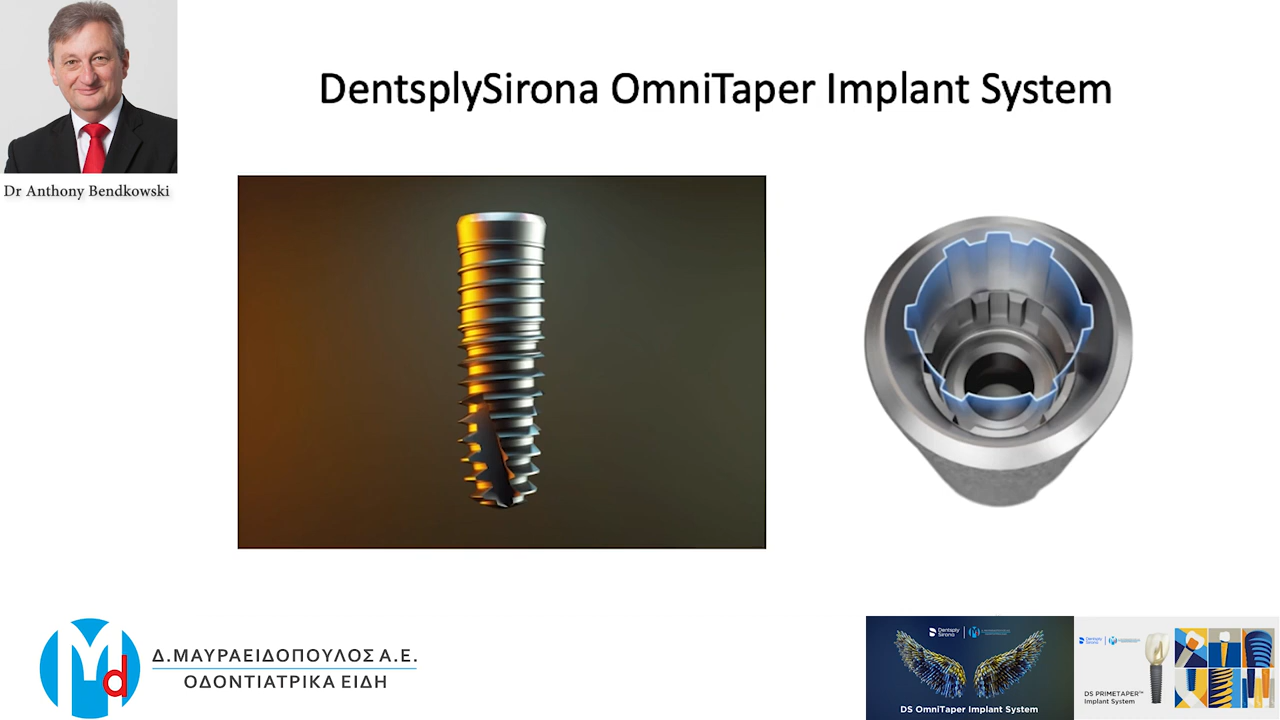 DentsplySirona OmniTaper Implant System
Dr Anthony Bendkowski
Md
Δ.ΜΑΥΡΑΕΙΔΟΠΟΥΛΟΣ Α.Ε.
ΟΔΟΝΤΙΑΤΡΙΚΑ ΕΙΔΗ
Dentsply
Sirona
DS OmniTaper Implant System
Dentsply
Sirona
DS PRIMETAPER™
Implant System